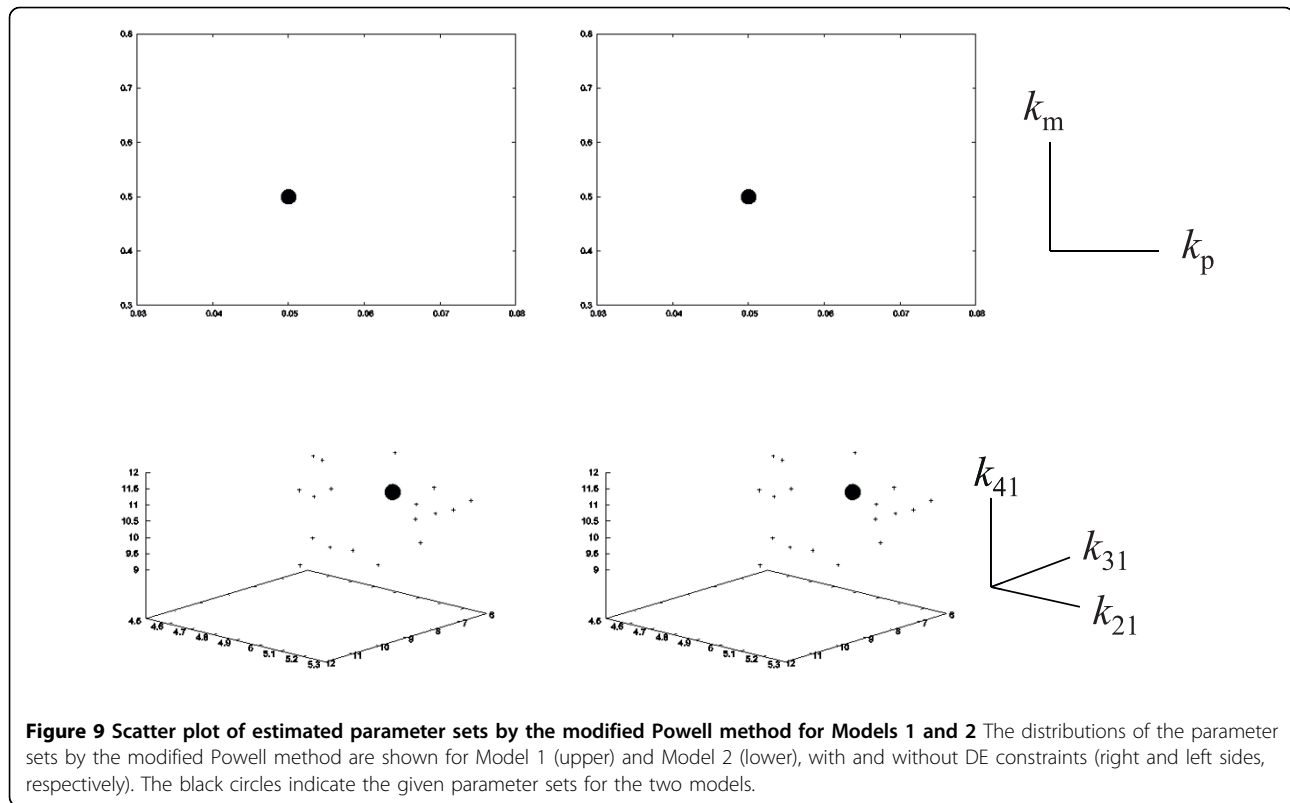 0.8 0.8
0.7 0.7
0.6 0.6
0.5 0.5
0.4 0.4
0.3 0.3
0.03 0.04 0.05 0.06 0.07 0.08 0.03 0.04 0.05 0.06 0.07 0.08
km
kp
12 12
11.5 11.5
11 11
10.5 10.5
10 10
9.5 9.5
9 9
4.5 4.6 4.7 4.8 4.9 5 5.1 5.2 5.3
12 11 10 9 8 7 6
4.5 4.6 4.7 4.8 4.9 5 5.1 5.2 5.3
12 11 10 9 8 7 6
k41
k31
k21
Figure 9 Scatter plot of estimated parameter sets by the modified Powell method for Models 1 and 2 The distributions of the parameter
sets by the modified Powell method are shown for Model 1 (upper) and Model 2 (lower), with and without DE constraints (right and left sides,
respectively). The black circles indicate the given parameter sets for the two models.